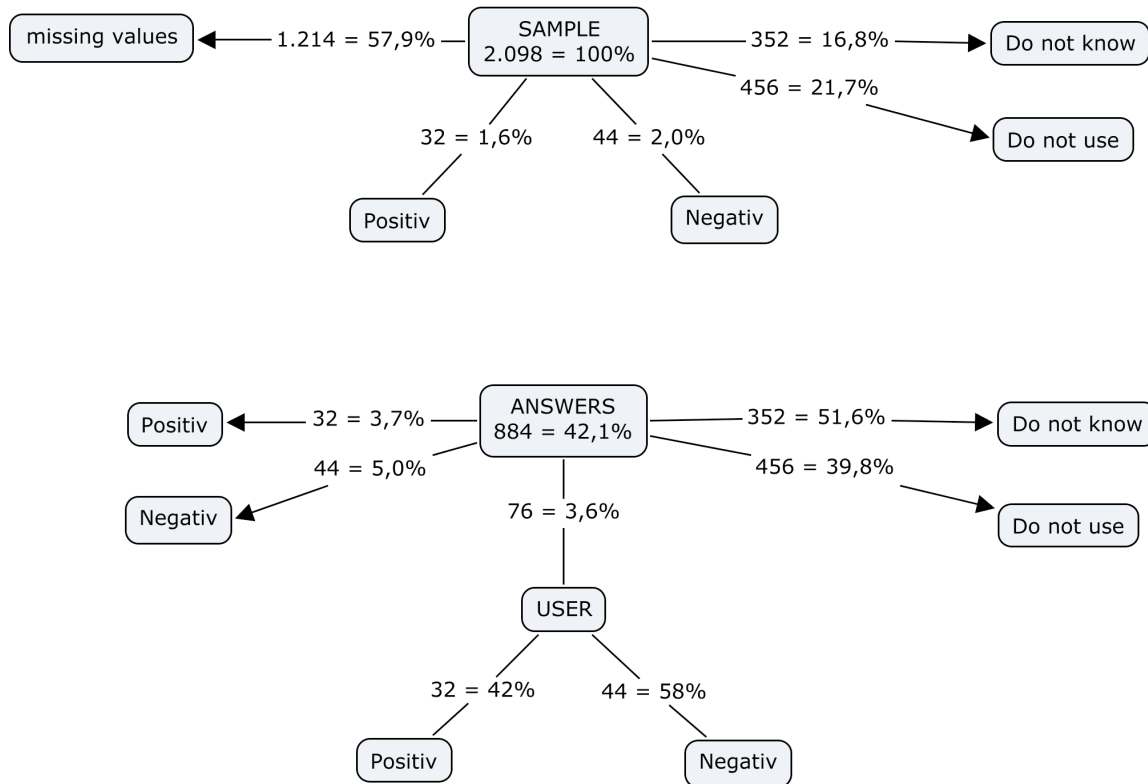 SAMPLE
2.098 = 100%
missing values
1.214 = 57,9%
352 = 16,8%
Do not know
456 = 21,7%
Do not use
32 = 1,6%
44 = 2,0%
Positiv
Negativ
ANSWERS
884 = 42,1%
Positiv
32 = 3,7%
352 = 51,6%
Do not know
44 = 5,0%
456 = 39,8%
Negativ
76 = 3,6%
Do not use
USER
32 = 42%
44 = 58%
Positiv
Negativ